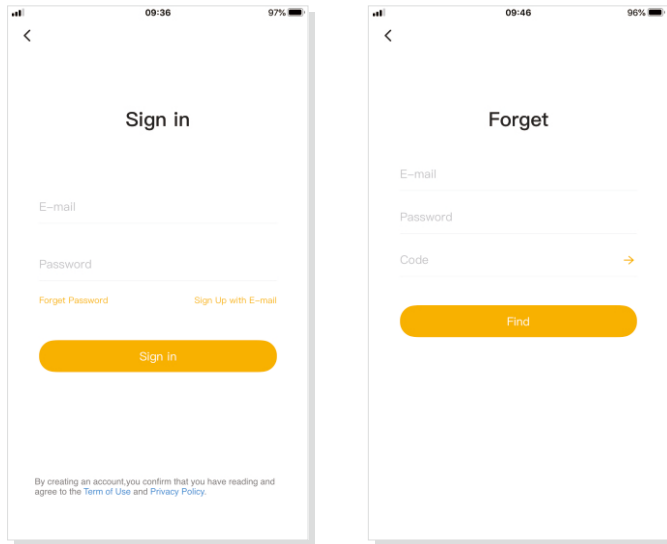 09:36
97%
Sign in
E-mail
Password
Forget Password
Sign Up with E-mail
Sign in
By creating an account,you confirm that you have reading and
agree to the Term of Use and Privacy Policy.
09:46
96%
Forget
E-mail
Password
Code
Find